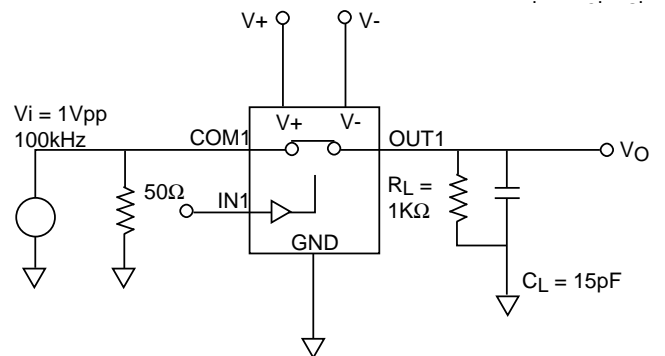 V+ V-
Vi = 1Vpp
100kHz
COM1
V+ V-
OUT1
VO
50Ω
IN1
RL =
1KΩ
GND
CL = 15pF